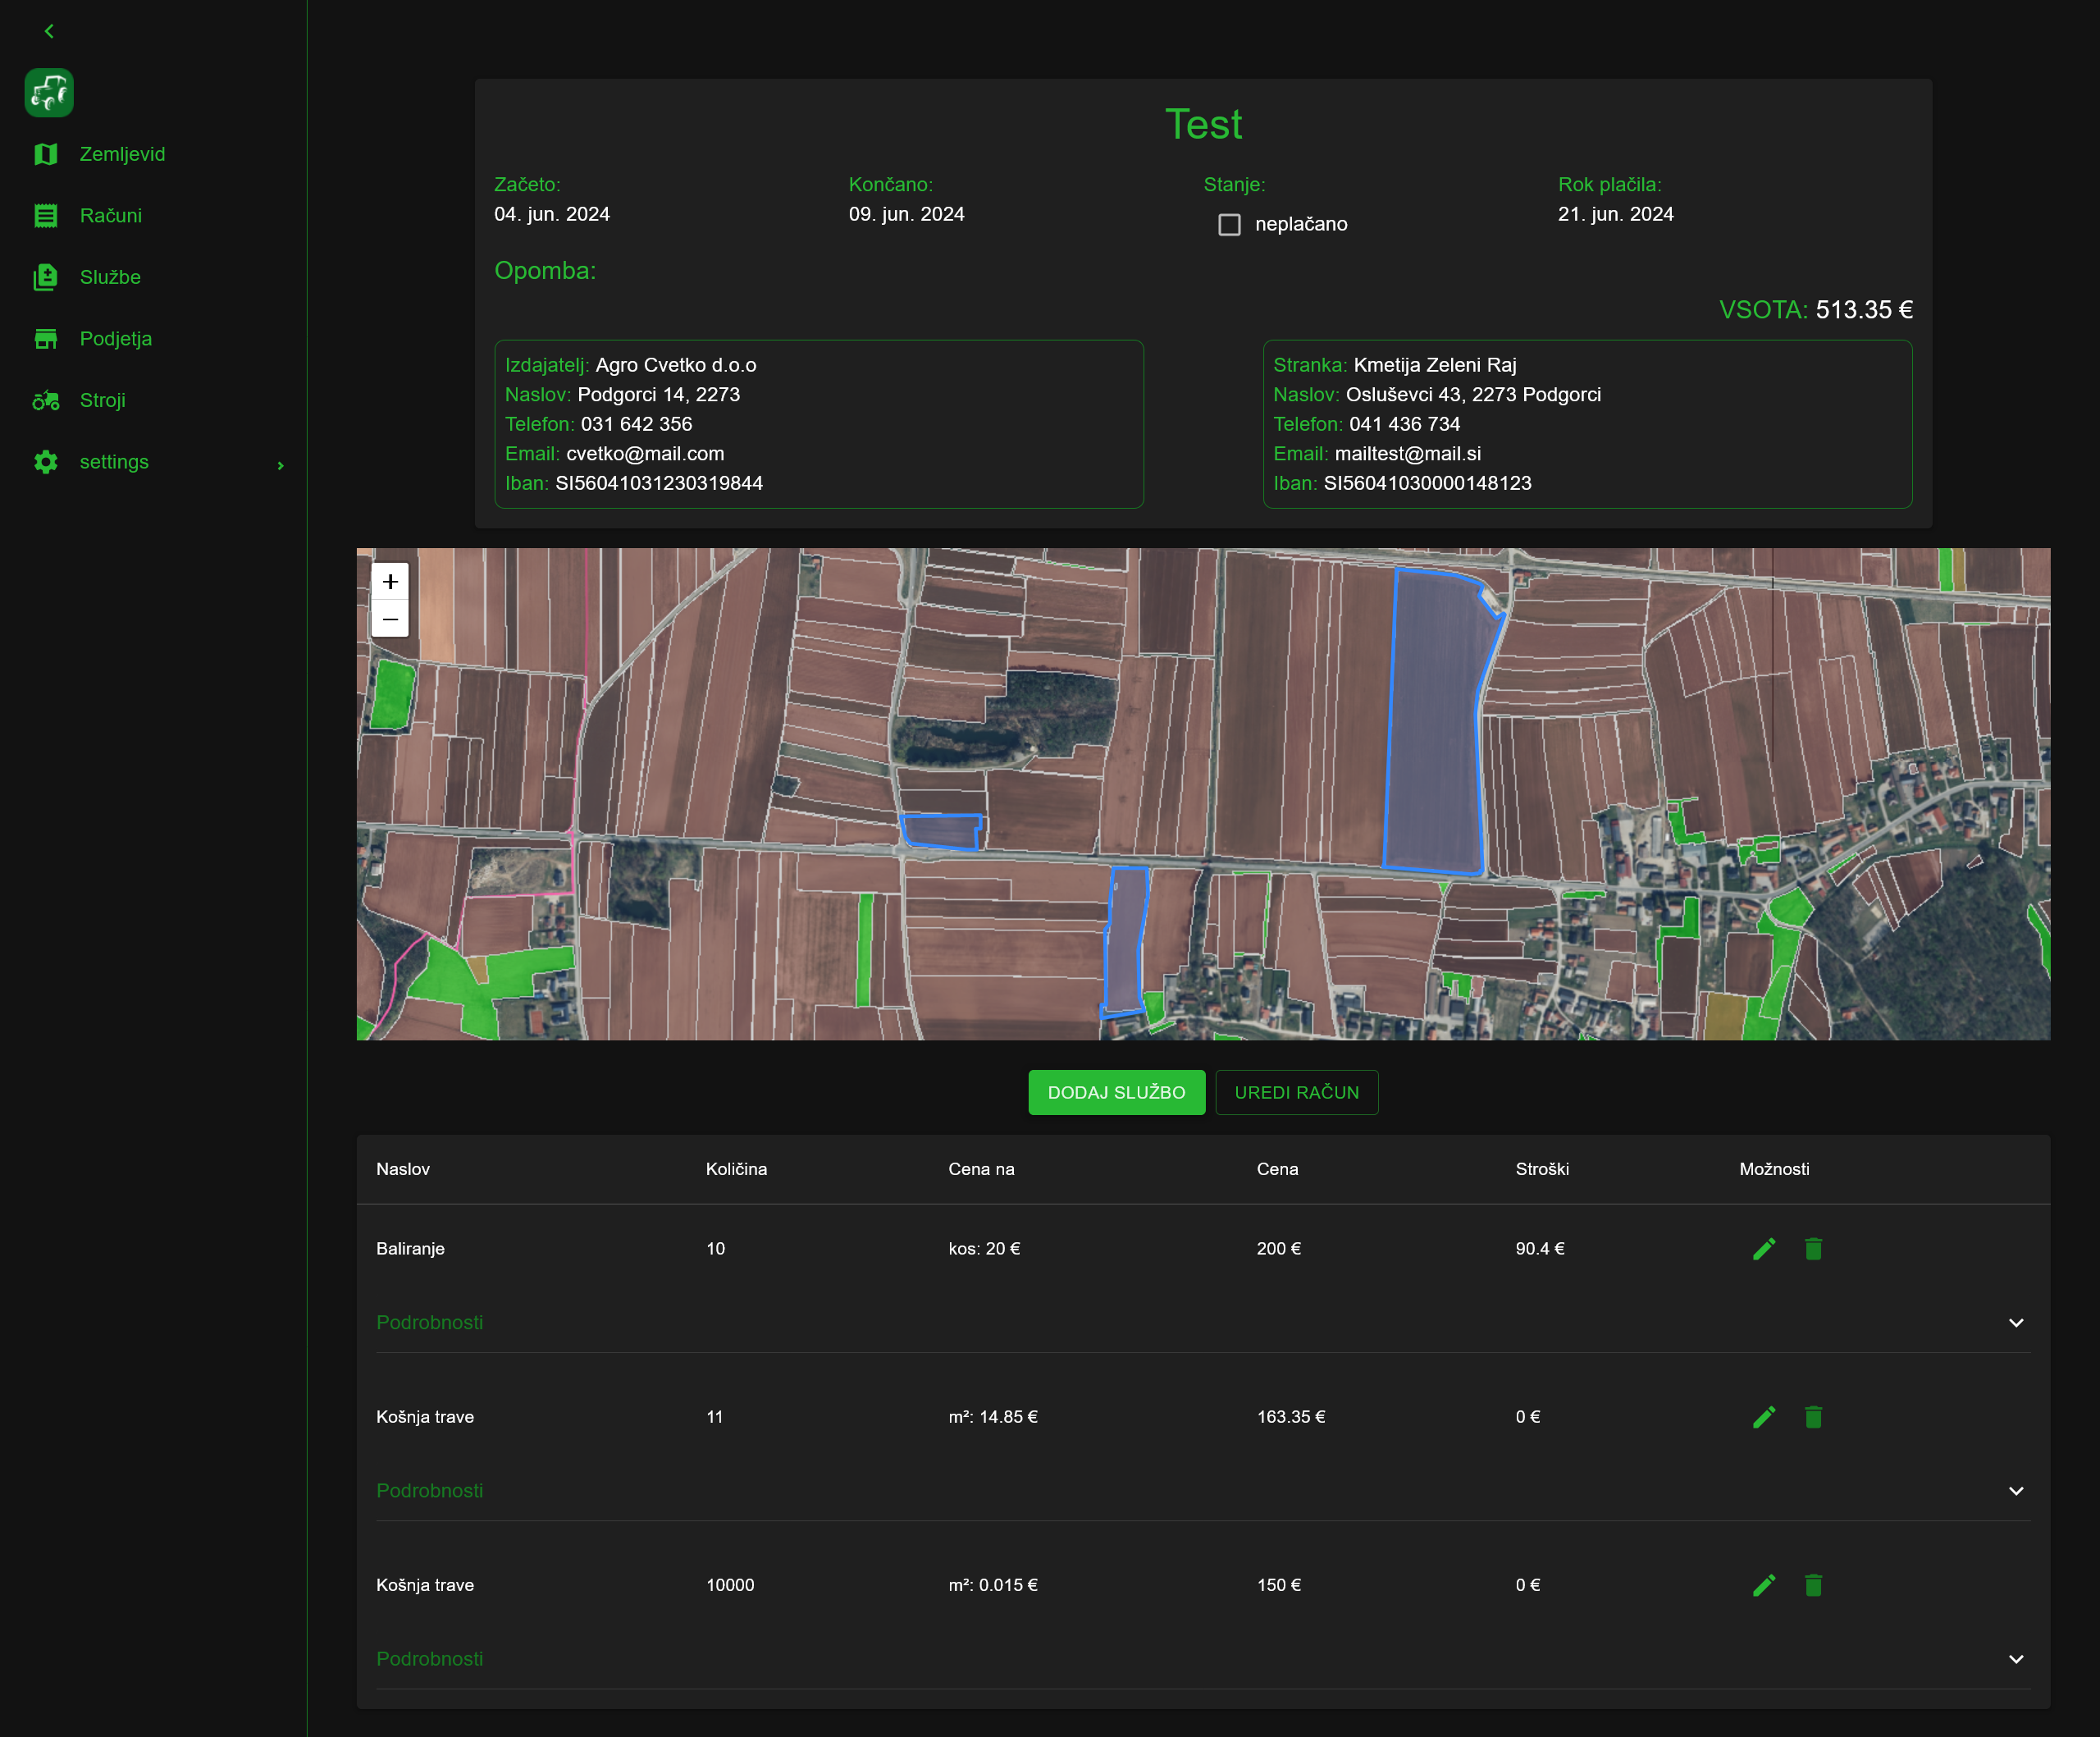 Zemljevid
Računi
Službe
Podjetja
Stroji
settings
Test
Začeto:
04. jun. 2024
Končano:
09. jun. 2024
Stanje:
neplačano
Rok plačila:
21. jun. 2024
Opomba:
VSOTA: 513.35 €
Izdajatelj: Agro Cvetko d.o.o
Naslov: Podgorci 14, 2273
Telefon: 031 642 356
Email: cvetko@mail.com
Iban: SI56041031230319844
Stranka: Kmetija Zeleni Raj
Naslov: Osluševci 43, 2273 Podgorci
Telefon: 041 436 734
Email: mailtest@mail.si
Iban: SI56041030000148123
+
−
DODAJ SLUŽBO
UREDI RAČUN
Naslov Količina Cena na Cena Stroški Možnosti
Baliranje 10 kos: 20 € 200 € 90.4 €
Podrobnosti
Košnja trave 11 m²: 14.85 € 163.35 € 0 €
Podrobnosti
Košnja trave 10000 m²: 0.015 € 150 € 0 €
Podrobnosti